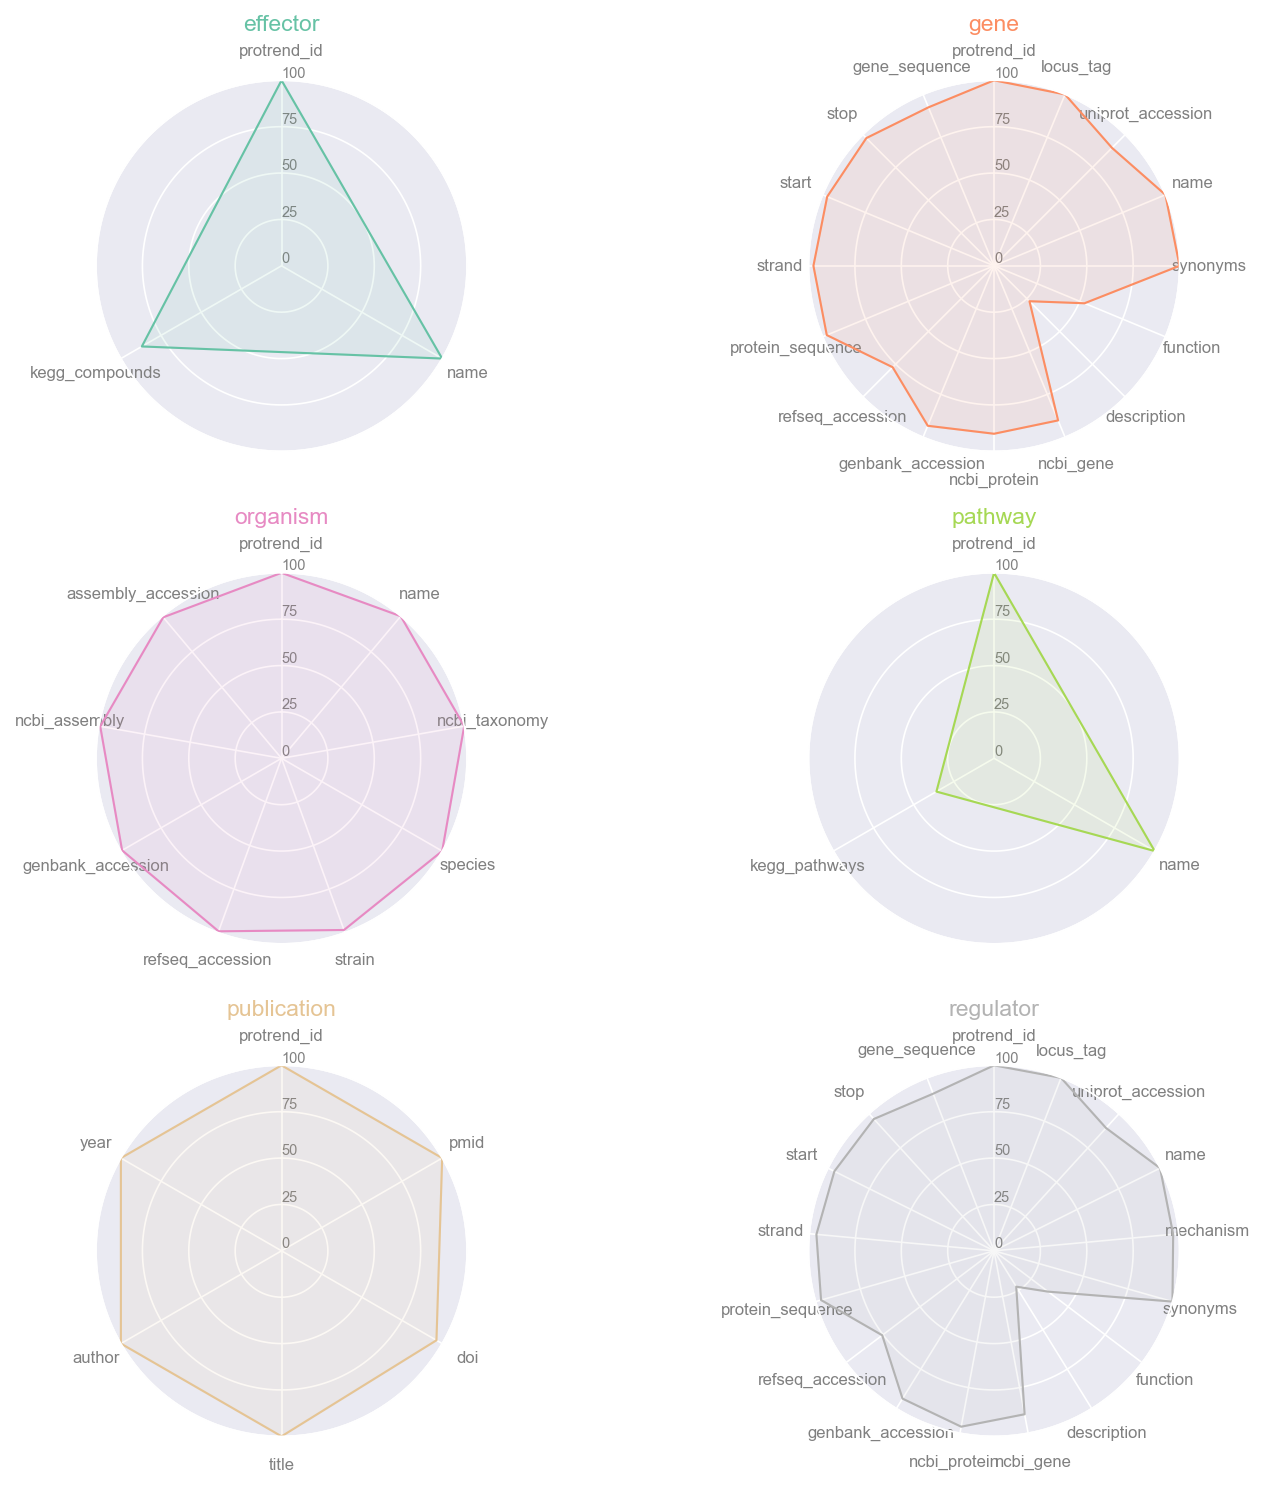 effector
protrend_id
100
75
50
25
0
kegg_compounds
name
gene
protrend_id
gene_sequence
locus_tag
100
stop
uniprot_accession
75
start
name
50
25
strand
0
synonyms
protein_sequence
function
refseq_accession
description
genbank_accession
ncbi_gene
ncbi_protein
organism
protrend_id
100
assembly_accession
name
75
50
ncbi_assembly
25
ncbi_taxonomy
0
genbank_accession
species
refseq_accession
strain
pathway
protrend_id
100
75
50
25
0
kegg_pathways
name
publication
protrend_id
100
75
year
pmid
50
25
0
author
doi
title
regulator
protrend_id
gene_sequence
locus_tag
100
stop
uniprot_accession
75
start
name
50
25
strand
mechanism
0
protein_sequence
synonyms
refseq_accession
function
genbank_accession
description
ncbi_protein
ncbi_gene